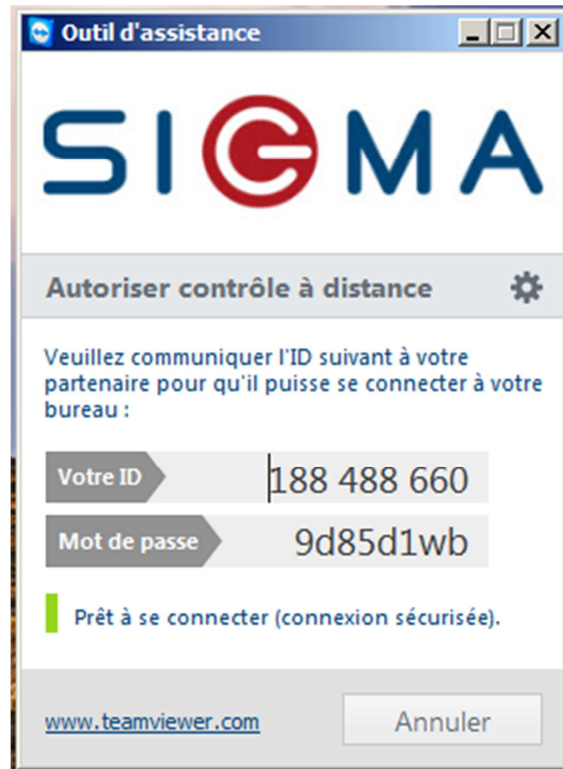 Outil d'assistance
SIGMA
Autoriser contrôle à distance
Veuillez communiquer l'ID suivant à votre
partenaire pour qu'il puisse se connecter à votre
bureau :
Votre ID 188 488 660
Mot de passe 9d85d1wb
Prêt à se connecter (connexion sécurisée).
www.teamviewer.com Annuler